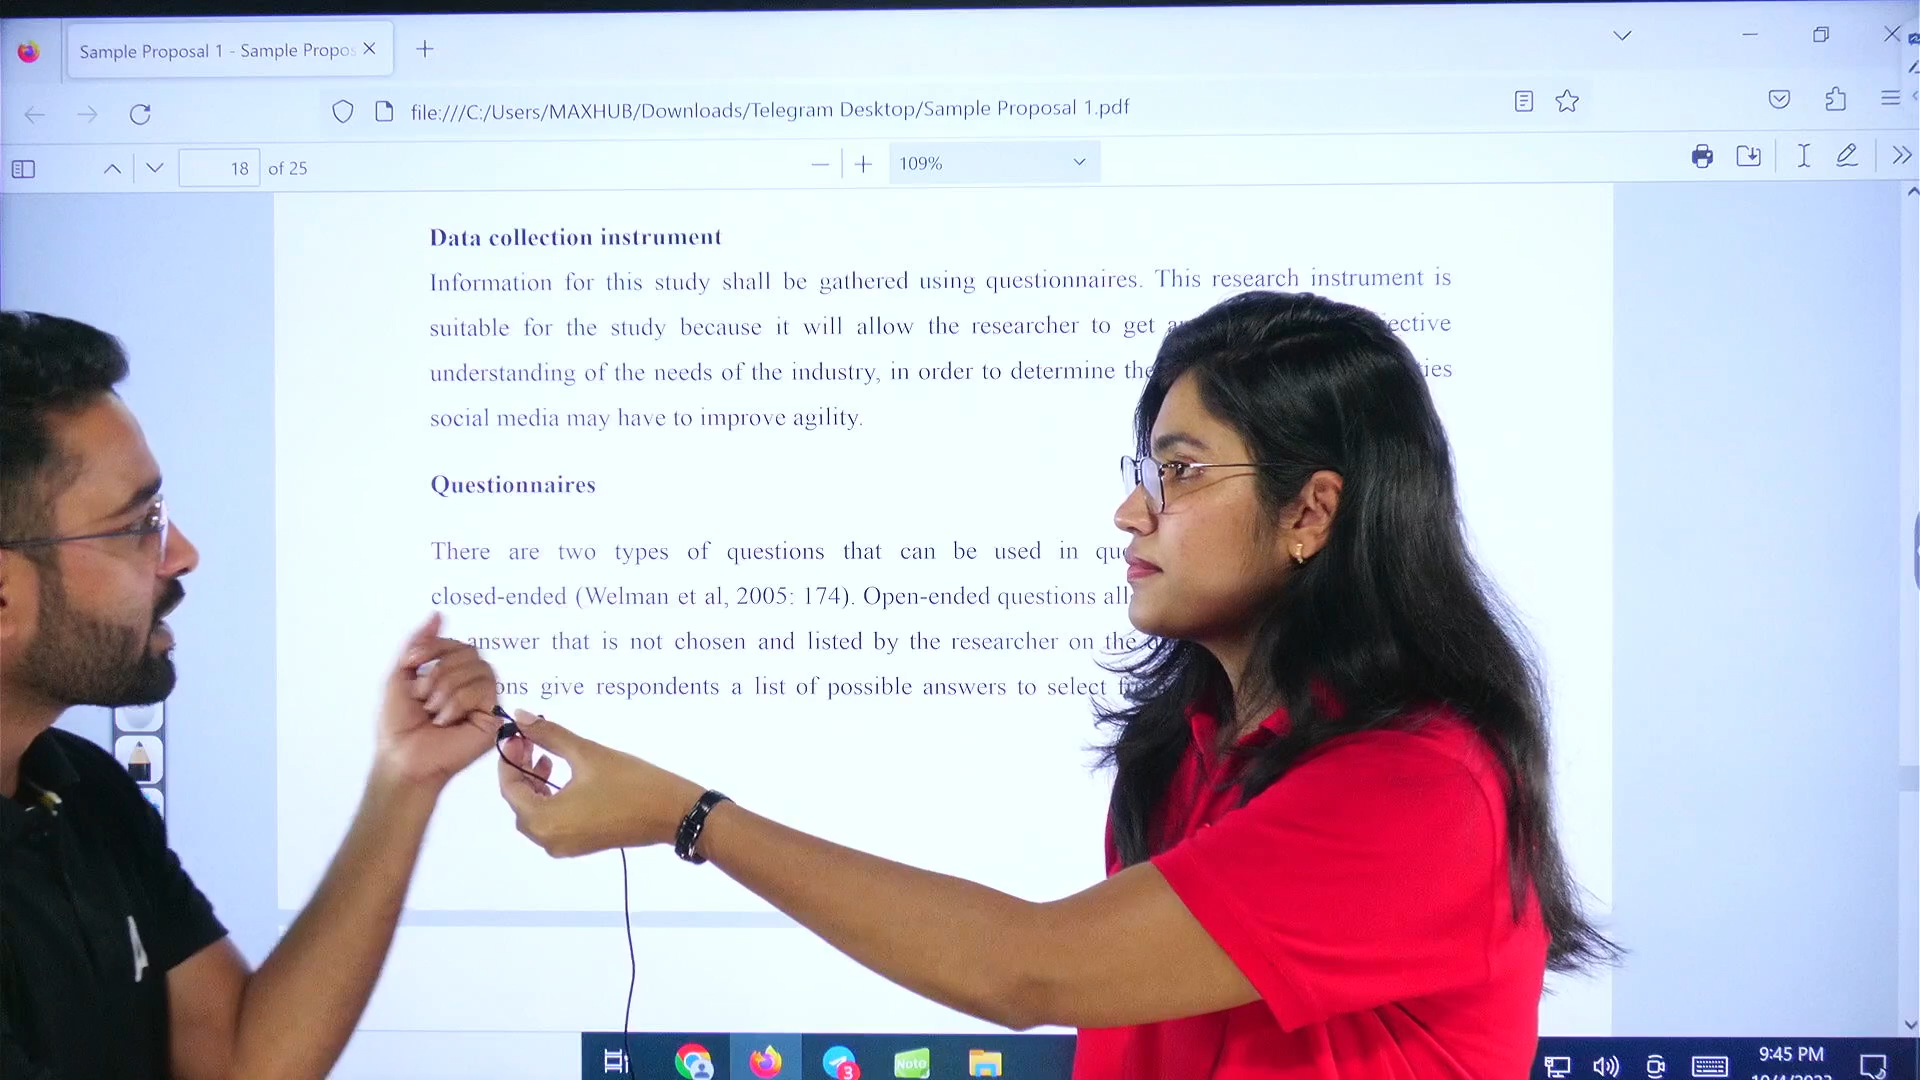 Sample Proposal 1 - Sample Propos
file:///C:/Users/MAXHUB/Downloads/Telegram Desktop/Sample Proposal 1.pdf
18 of 25
109%
Data collection instrument
Information for this study shall be gathered using questionnaires. This research instrument is
suitable for the study because it will allow the researcher to get
understanding of the needs of the industry, in order to determine the
social media may have to improve agility.
Questionnaires
There are two types of questions that can be used in
closed-ended (Welman et al, 2005: 174). Open-ended questions
answer that is not chosen and listed by the researcher on the
give respondents a list of possible answers to select
Note
3
9:45 PM